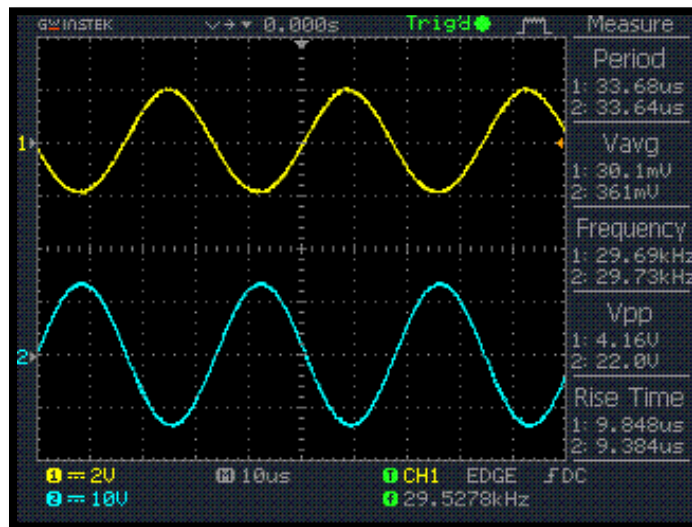 GWINSTEK 0.000s Trig'd Measure
Period
1: 33.68us
2: 33.64us
Vavg
1: 30.1mV
2: 361mV
Frequency
1: 29.69kHz
2: 29.73kHz
Vpp
1: 4.16V
2: 22.0V
Rise Time
1: 9.848us
2: 9.384us
1
2
1 2V M 10us T CH1 EDGE DC
2 10V f 29.5278kHz